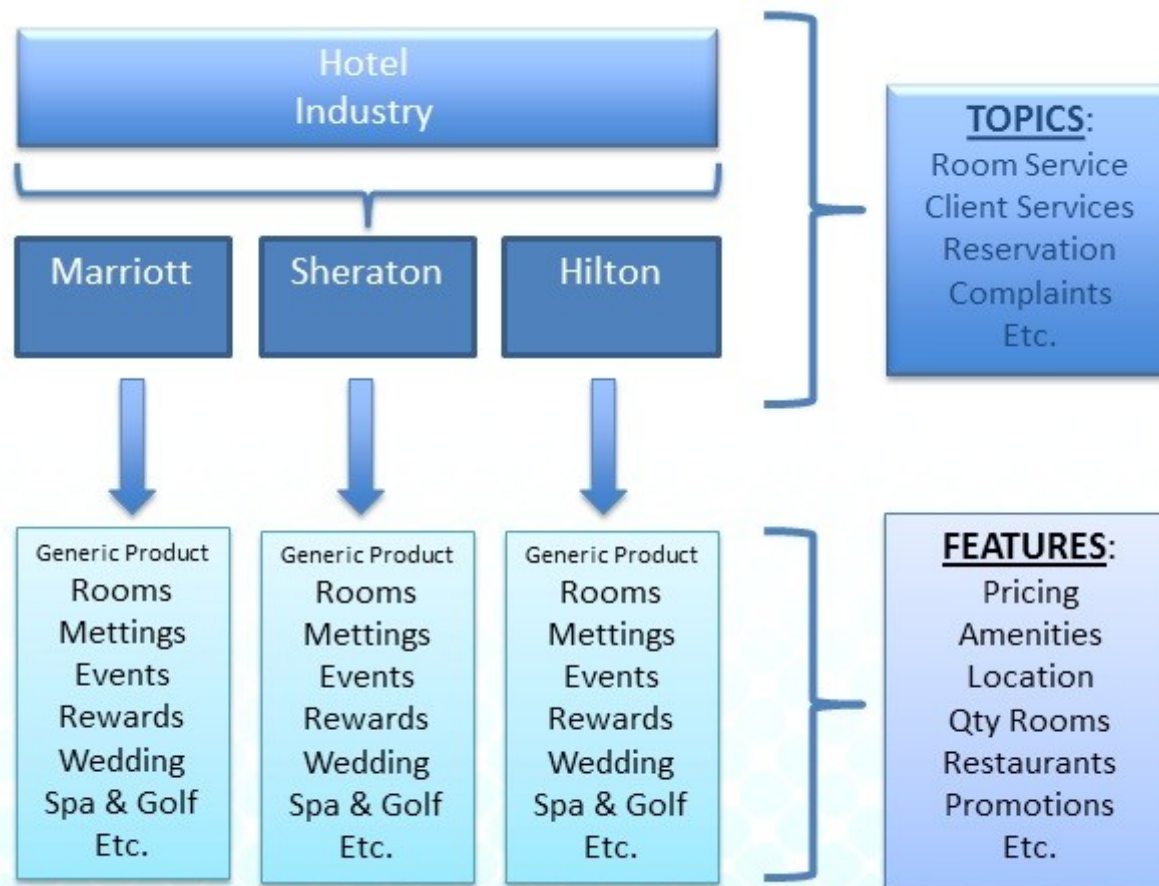 Hotel
Industry
TOPICS:
Room Service
Client Services
Reservation
Complaints
Etc.
Marriott
Sheraton
Hilton
Generic Product
Rooms
Mettings
Events
Rewards
Wedding
Spa & Golf
Etc.
Generic Product
Rooms
Mettings
Events
Rewards
Wedding
Spa & Golf
Etc.
Generic Product
Rooms
Mettings
Events
Rewards
Wedding
Spa & Golf
Etc.
FEATURES:
Pricing
Amenities
Location
Qty Rooms
Restaurants
Promotions
Etc.